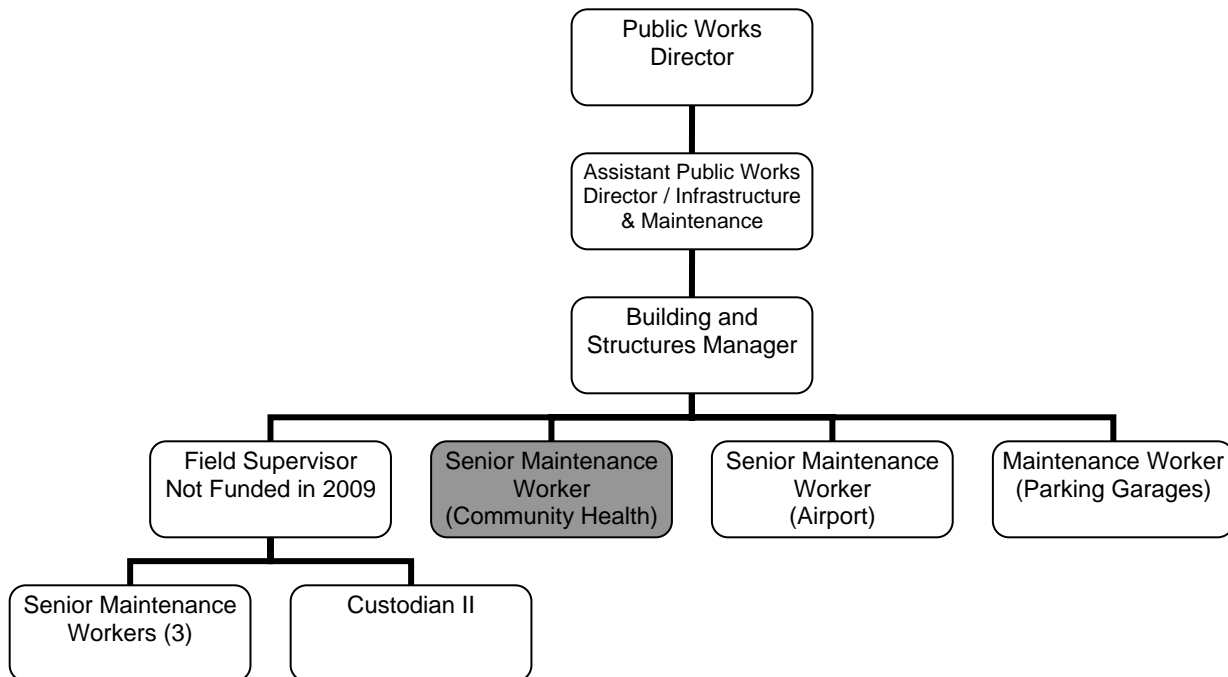 Public Works
Director
Assistant Public Works
Director / Infrastructure
& Maintenance
Building and
Structures Manager
Field Supervisor
Not Funded in 2009
Senior Maintenance
Worker
(Community Health)
Senior Maintenance
Worker
(Airport)
Maintenance Worker
(Parking Garages)
Senior Maintenance
Workers (3)
Custodian II